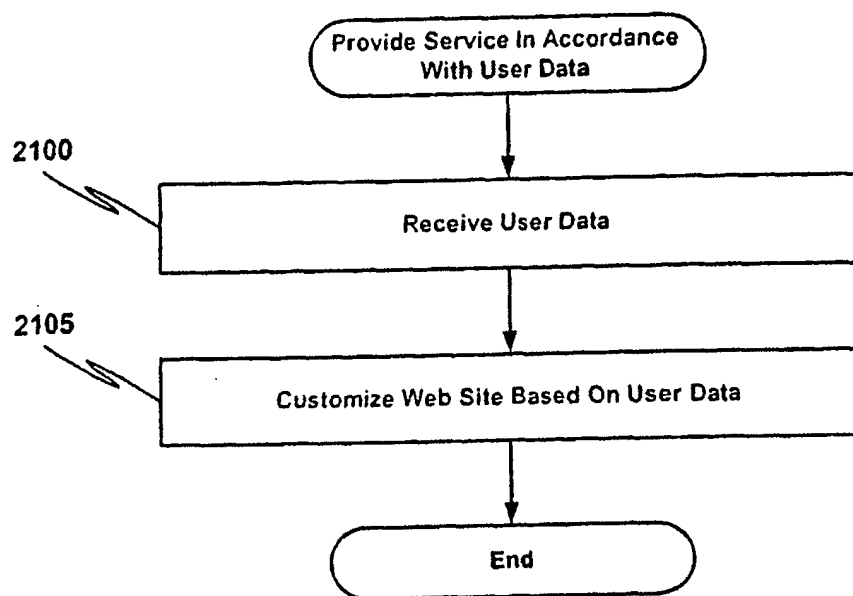 Provide Service In Accordance
With User Data
2100
Receive User Data
2105
Customize Web Site Based On User Data
End